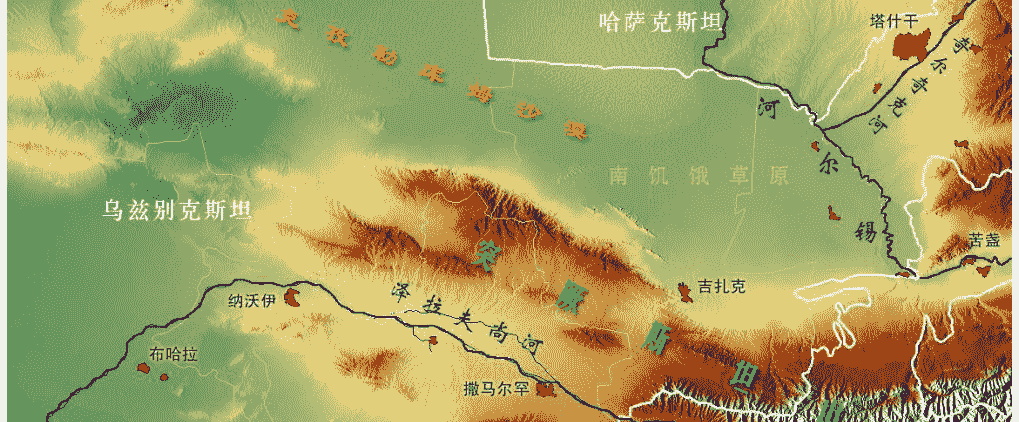 哈萨克斯坦
塔什干
克孜勒库姆沙漠
奇尔奇克河
锡尔河
南饥饿草原
乌兹别克斯坦
苦盏
突厥斯坦山
吉扎克
纳沃伊
泽拉夫尚河
布哈拉
撒马尔罕